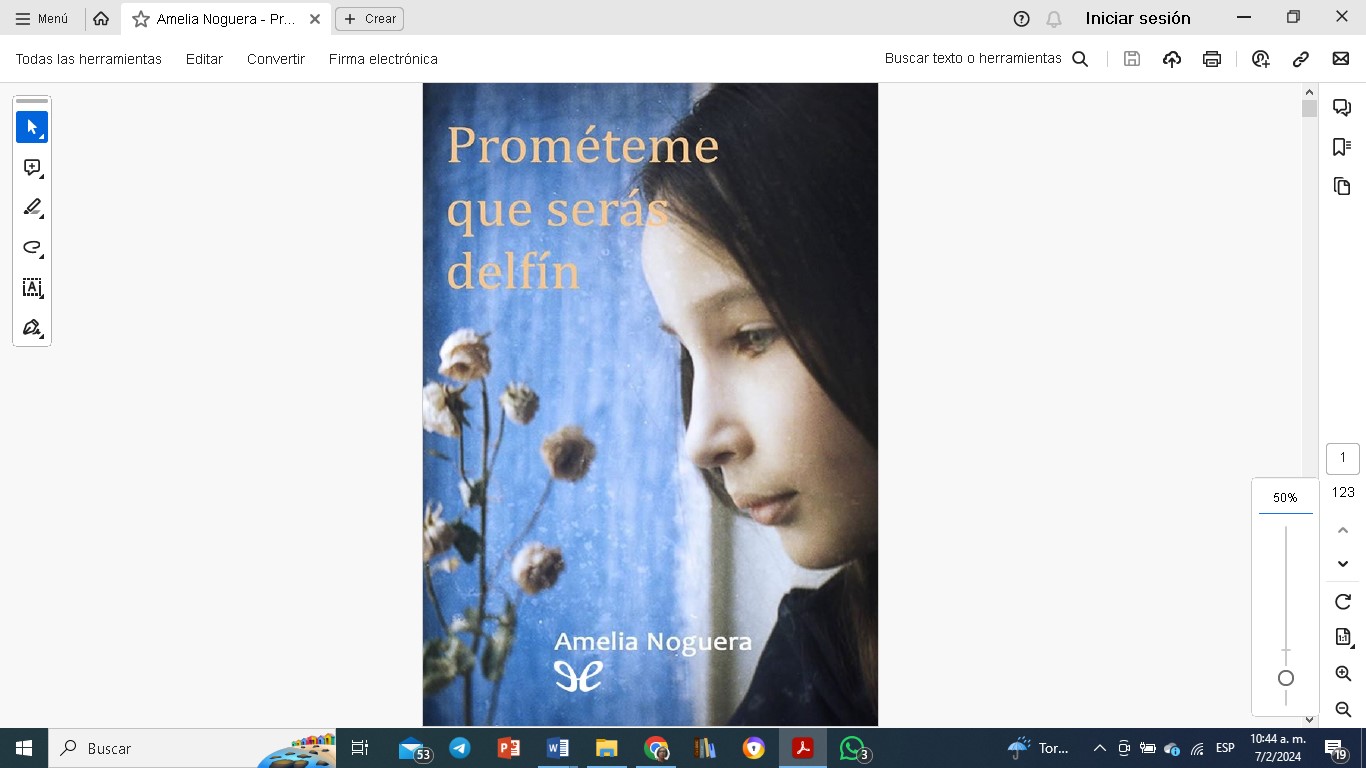 Menú
Amelia Noguera - Pr...
Crear
Iniciar sesión
Todas las herramientas
Editar
Convertir
Firma electrónica
Buscar texto o herramientas
Prométeme
que serás
delfín
Amelia Noguera
1
123
50%
Buscar
53
3
Tor...
ESP
10:44 a. m.
7/2/2024
19